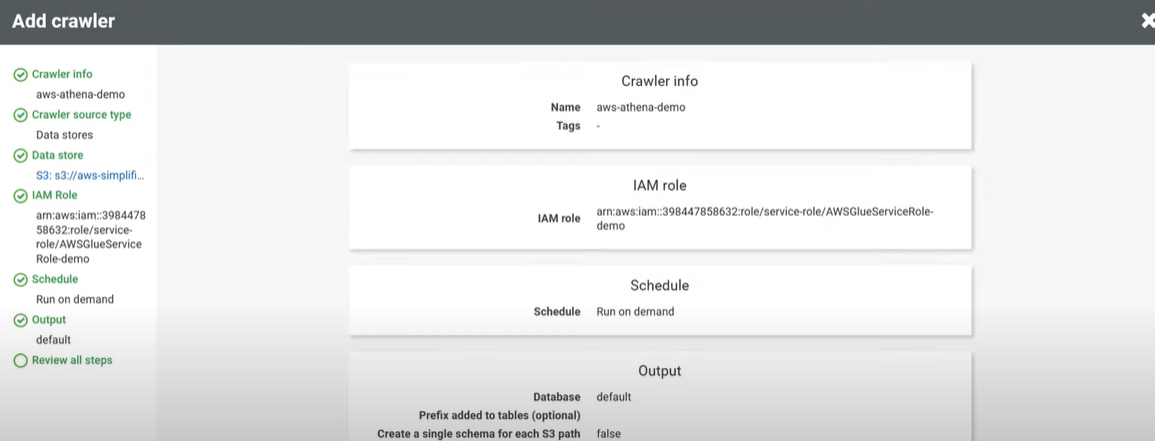 Add crawler
Crawler info
aws-athena-demo
Crawler source type
Data stores
Data store
S3: s3://aws-simplifi...
IAM Role
arn:aws:iam::3984478
58632:role/service-
role/AWSGlueService
Role-demo
Schedule
Run on demand
Output
default
Review all steps
Crawler info
Name aws-athena-demo
Tags -
IAM role
IAM role arn:aws:iam::398447858632:role/service-role/AWSGlueServiceRole-
demo
Schedule
Schedule Run on demand
Output
Database default
Prefix added to tables (optional)
Create a single schema for each S3 path false